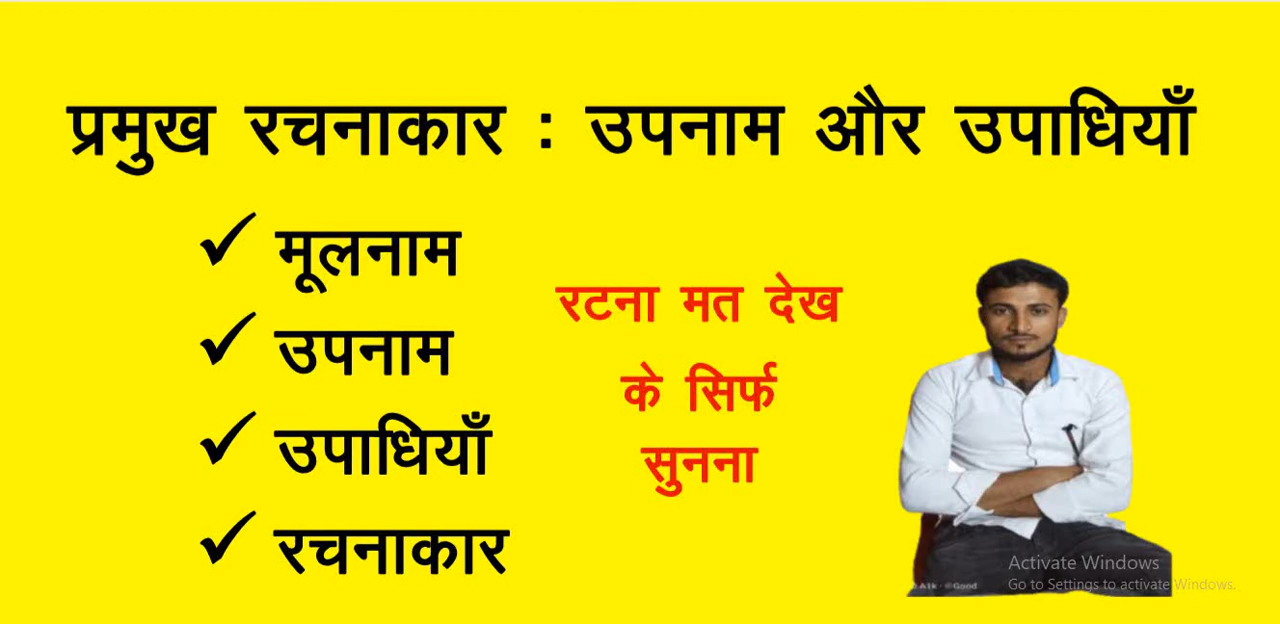 प्रमुख रचनाकार : उपनाम और उपाधियाँ
✓ मूलनाम
✓ उपनाम
✓ उपाधियाँ
✓ रचनाकार
रटना मत देख
के सिर्फ
सुनना
Activate Windows
Go to Settings to activate Windows.